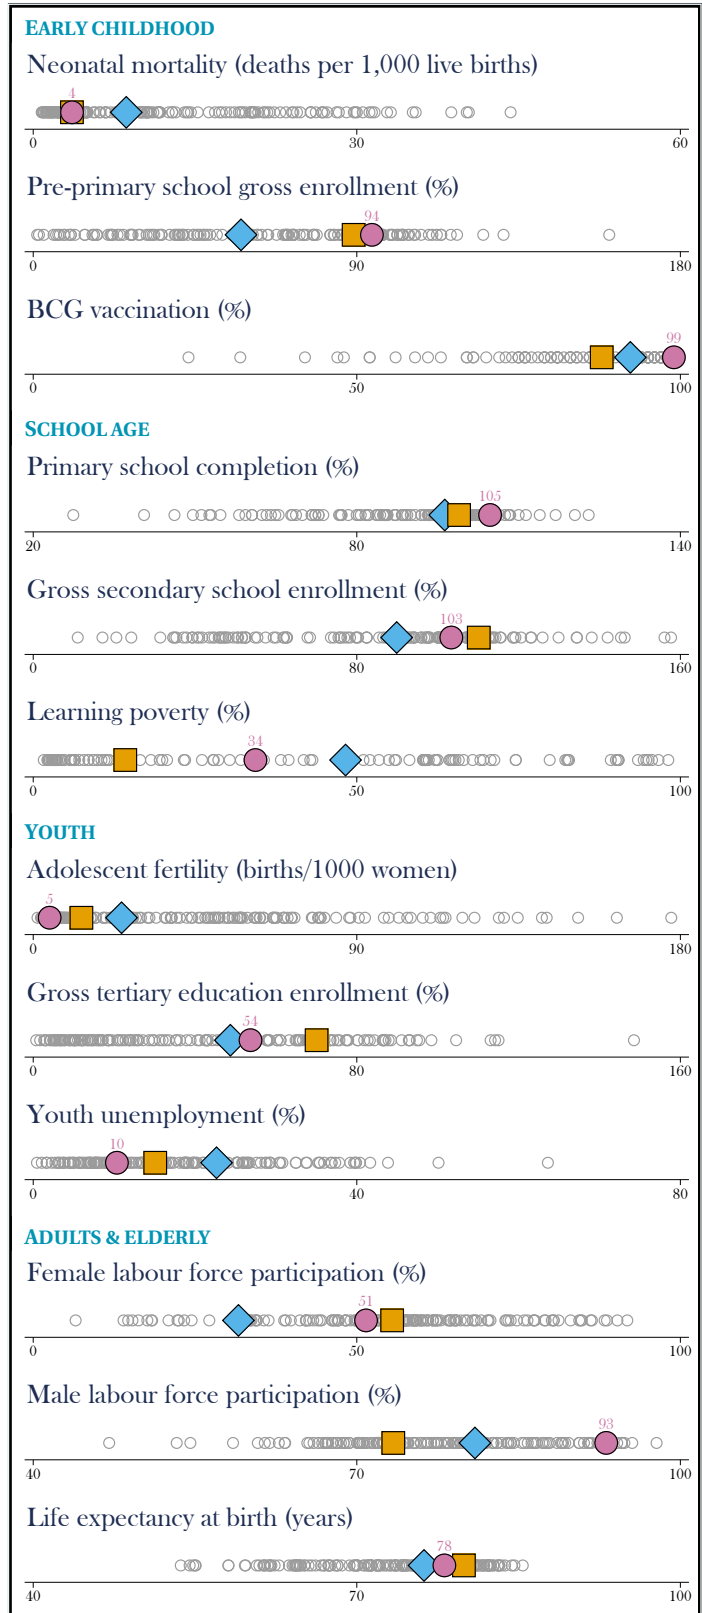 EARLY CHILDHOOD
Neonatal mortality (deaths per 1,000 live births)
4
0 30 60
Pre-primary school gross enrollment (%)
94
0 90 180
BCG vaccination (%)
99
0 50 100
SCHOOL AGE
Primary school completion (%)
105
20 80 140
Gross secondary school enrollment (%)
103
0 80 160
Learning poverty (%)
34
0 50 100
YOUTH
Adolescent fertility (births/1000 women)
5
0 90 180
Gross tertiary education enrollment (%)
54
0 80 160
Youth unemployment (%)
10
0 40 80
ADULTS & ELDERLY
Female labour force participation (%)
51
0 50 100
Male labour force participation (%)
93
40 70 100
Life expectancy at birth (years)
78
40 70 100